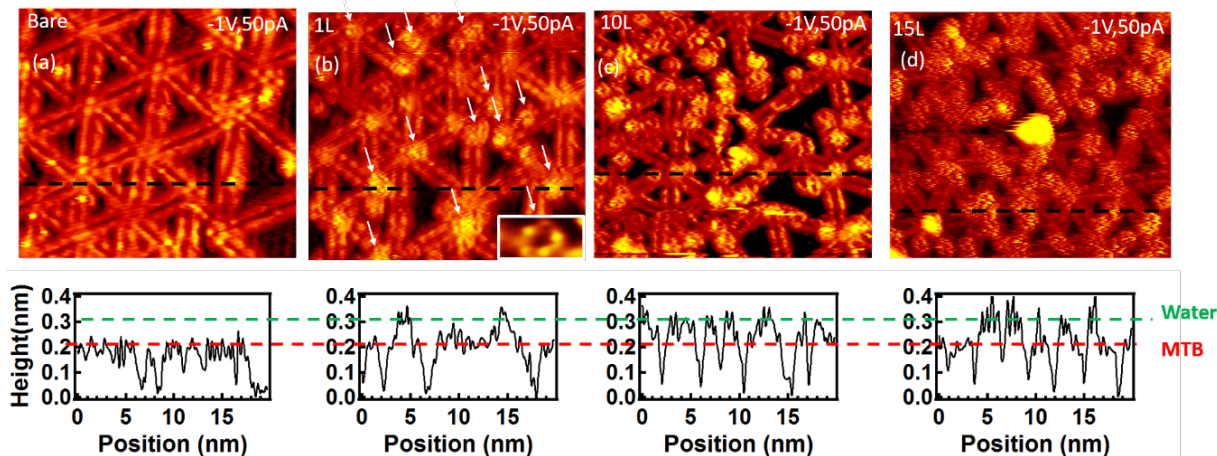 Bare -1V,50pA
(a)
1L -1V,50pA
(b)
10L -1V,50pA
(c)
15L -1V,50pA
(d)
Height(nm)
0.4
0.3
0.2
0.1
0.0
0 5 10 15
Position (nm)
0.4
0.3
0.2
0.1
0.0
0 5 10 15
Position (nm)
0.4
0.3
0.2
0.1
0.0
0 5 10 15
Position (nm)
0.4
0.3
0.2
0.1
0.0
0 5 10 15
Position (nm)
Water
MTB